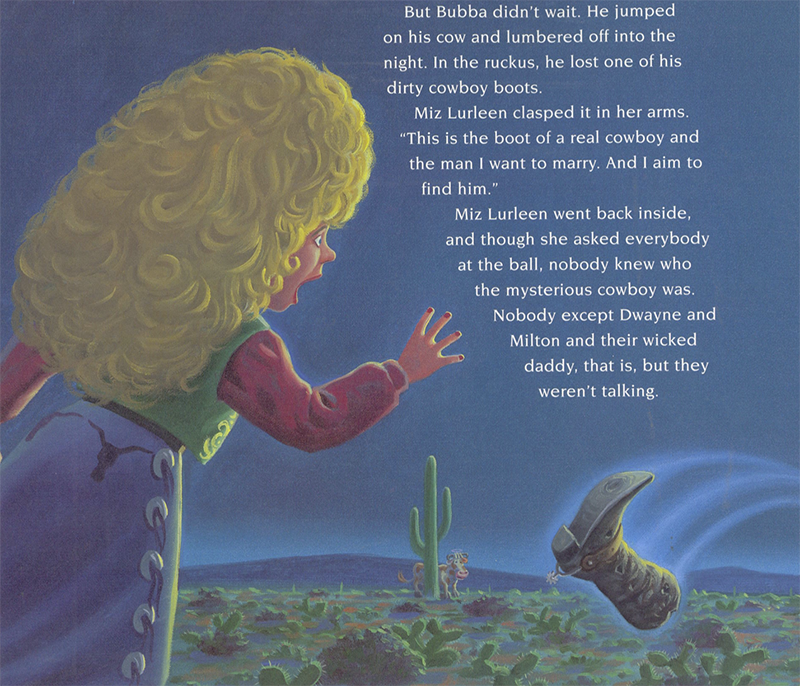 But Bubba didn't wait. He jumped
on his cow and lumbered off into the
night. In the ruckus, he lost one of his
dirty cowboy boots.
Miz Lurleen clasped it in her arms.
“This is the boot of a real cowboy and
the man I want to marry. And I aim to
find him.”
Miz Lurleen went back inside,
and though she asked everybody
at the ball, nobody knew who
the mysterious cowboy was.
Nobody except Dwayne and
Milton and their wicked
daddy, that is, but they
weren't talking.